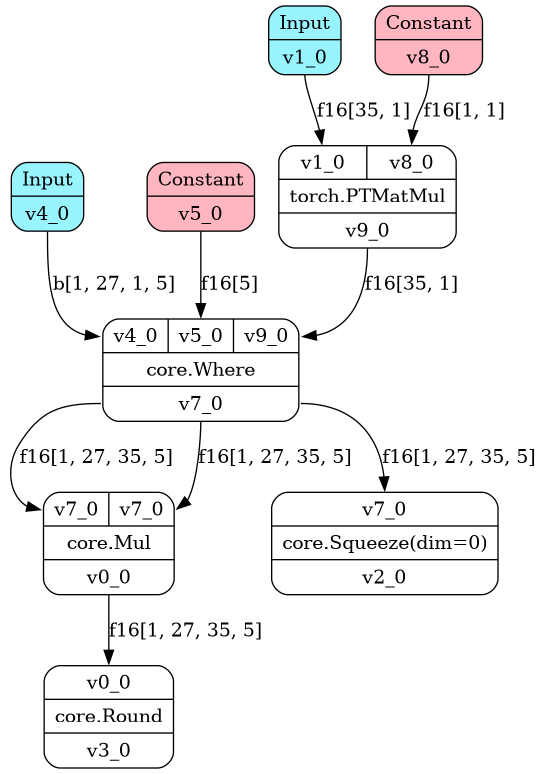 Input
v1_0
Constant
v8_0
f16[35, 1]
f16[1, 1]
v1_0 v8_0
torch.PTMatMul
v9_0
Input
v4_0
Constant
v5_0
b[1, 27, 1, 5]
f16[5]
f16[35, 1]
v4_0 v5_0 v9_0
core.Where
v7_0
f16[1, 27, 35, 5]
f16[1, 27, 35, 5]
f16[1, 27, 35, 5]
v7_0 v7_0
core.Mul
v0_0
v7_0
core.Squeeze(dim=0)
v2_0
f16[1, 27, 35, 5]
v0_0
core.Round
v3_0